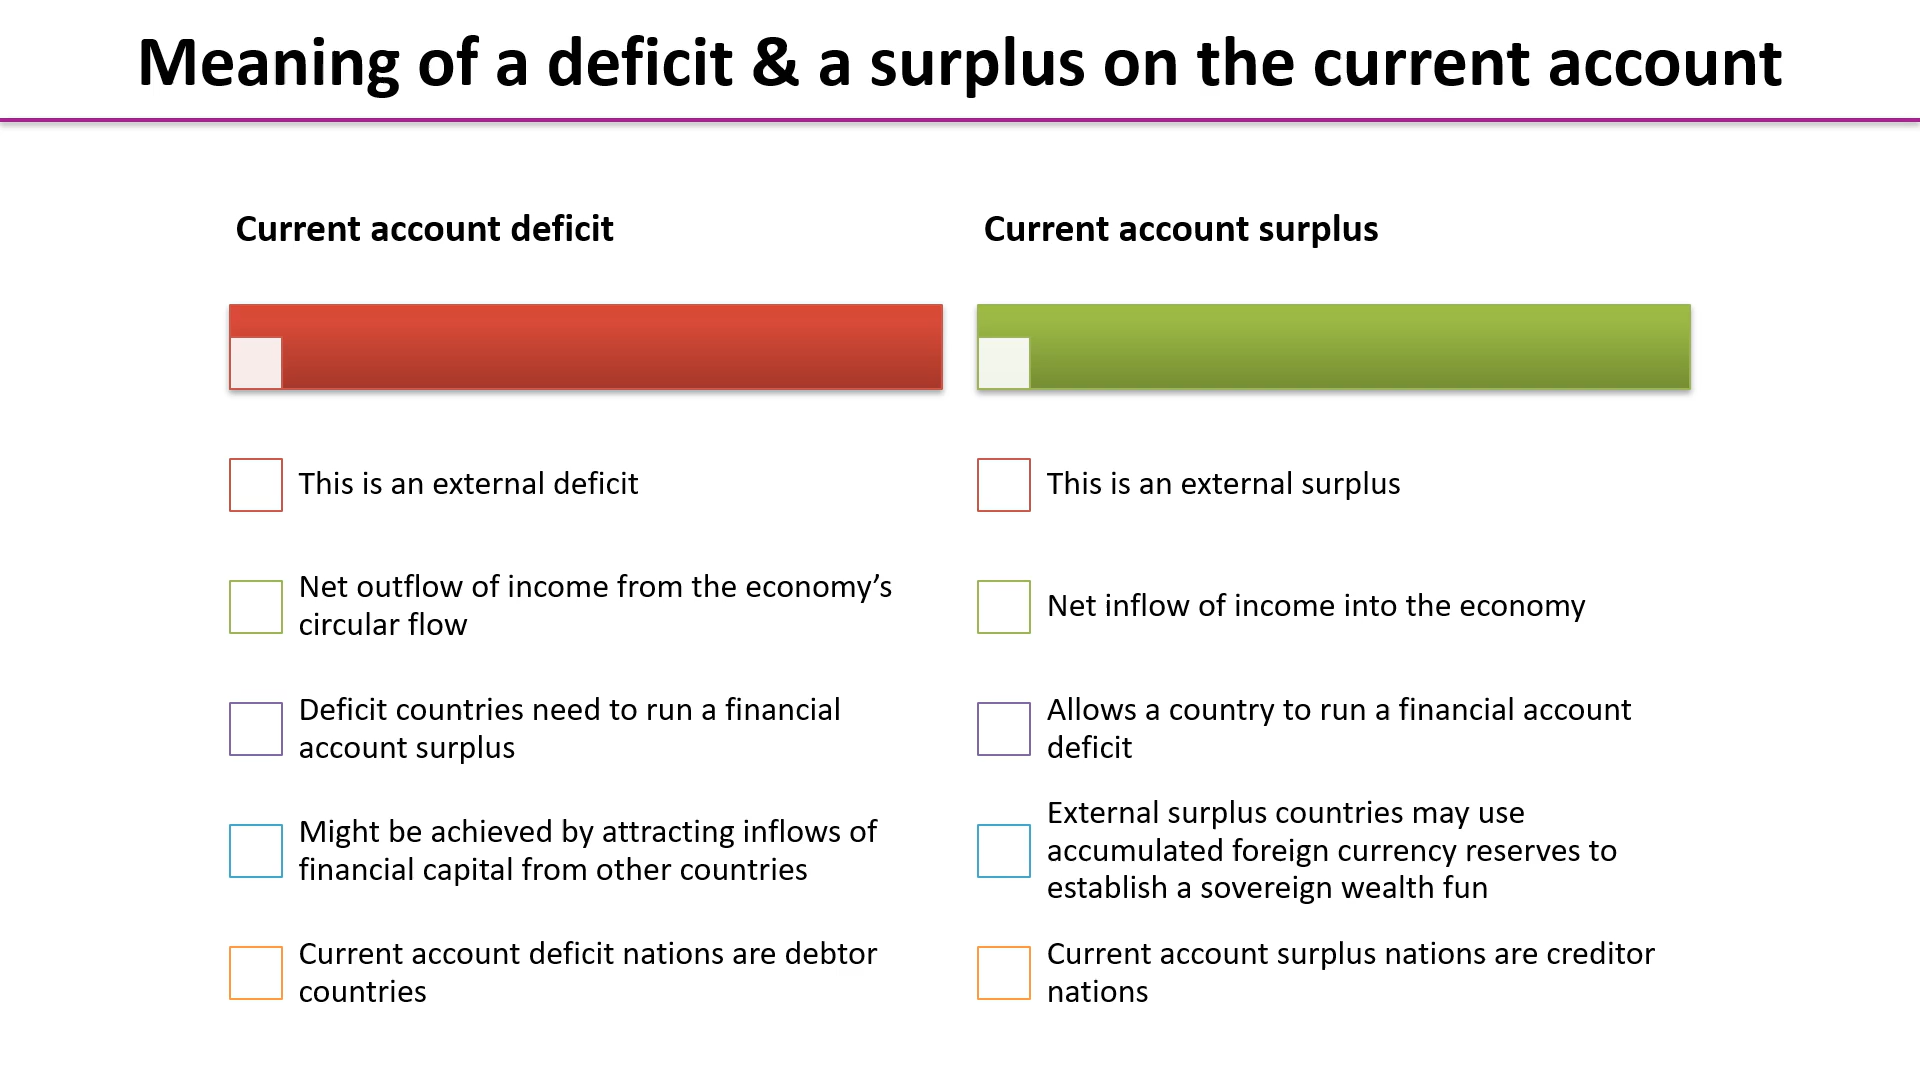 Meaning of a deficit & a surplus on the current account
Current account deficit
This is an external deficit
Net outflow of income from the economy’s
circular flow
Deficit countries need to run a financial
account surplus
Might be achieved by attracting inflows of
financial capital from other countries
Current account deficit nations are debtor
countries
Current account surplus
This is an external surplus
Net inflow of income into the economy
Allows a country to run a financial account
deficit
External surplus countries may use
accumulated foreign currency reserves to
establish a sovereign wealth fun
Current account surplus nations are creditor
nations